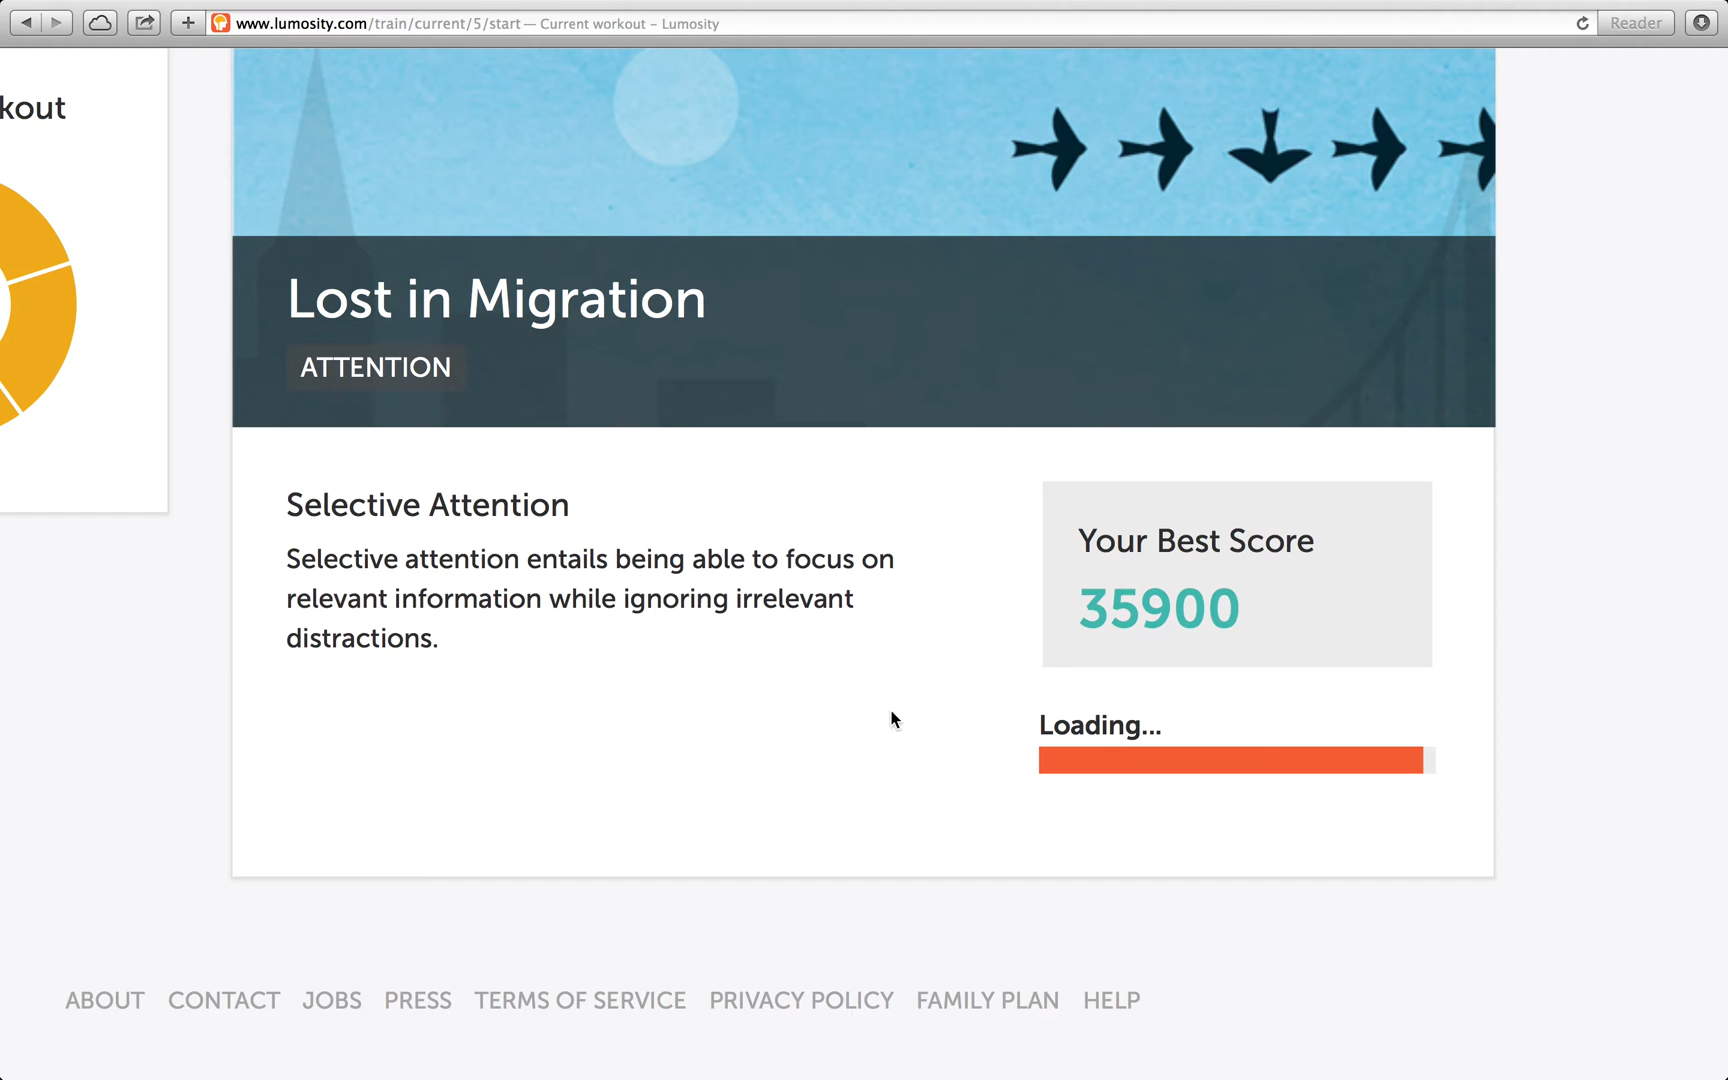 www.lumosity.com/train/current/5/start — Current workout – Lumosity
Reader
kout
Lost in Migration
ATTENTION
Selective Attention
Selective attention entails being able to focus on
relevant information while ignoring irrelevant
distractions.
Your Best Score
35900
Loading...
ABOUT CONTACT JOBS PRESS TERMS OF SERVICE PRIVACY POLICY FAMILY PLAN HELP